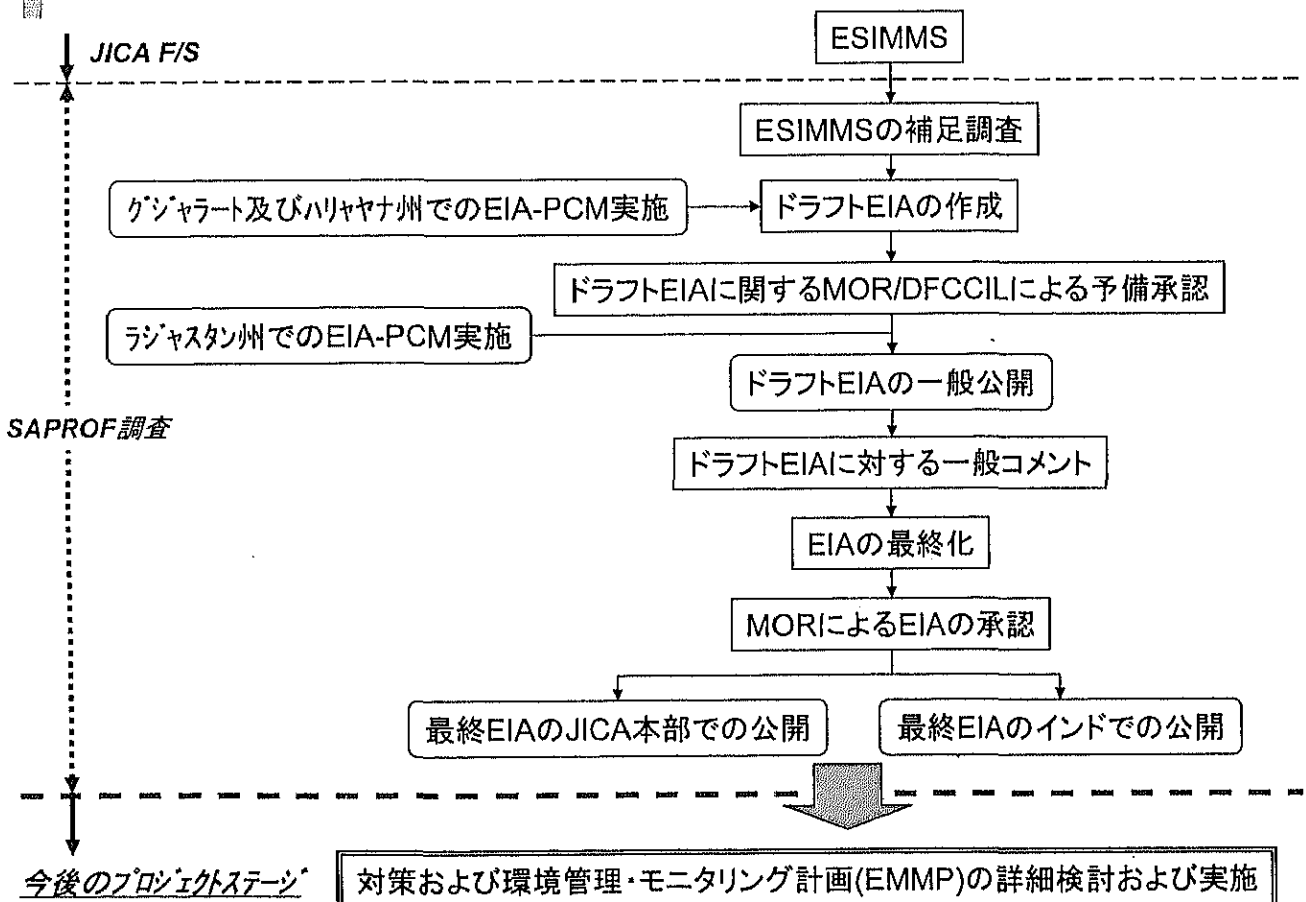 JICA F/S
ESIMMS
ESIMMSの補足調査
グジャラート及びハリャヤナ州でのEIA-PCM実施
ドラフトEIAの作成
ドラフトEIAに関するMOR/DFCCILによる予備承認
ラジャスタン州でのEIA-PCM実施
ドラフトEIAの一般公開
SAPROF調査
ドラフトEIAに対する一般コメント
EIAの最終化
MORによるEIAの承認
最終EIAのJICA本部での公開
最終EIAのインドでの公開
今後のプロジェクトステージ
対策および環境管理・モニタリング計画(EMMP)の詳細検討および実施